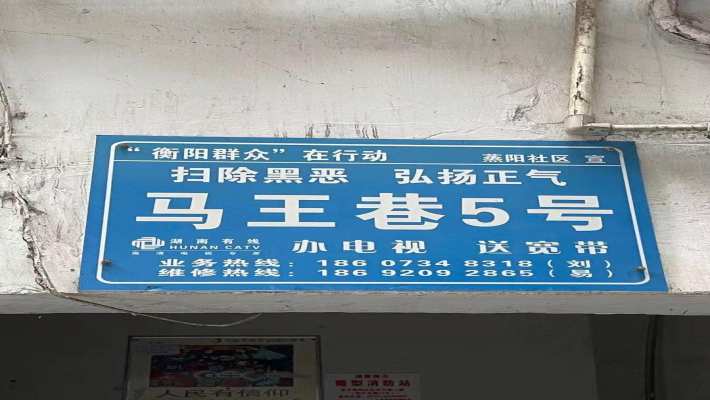 “衡阳群众”在行动 蒸阳社区 宣
扫除黑恶 弘扬正气
马王巷5号
湖南有线 办电视 送宽带
HUNAN CATV
业务热线：186 0734 8318（刘）
维修热线：186 9209 2865（易）
人民有信仰
微型消防站